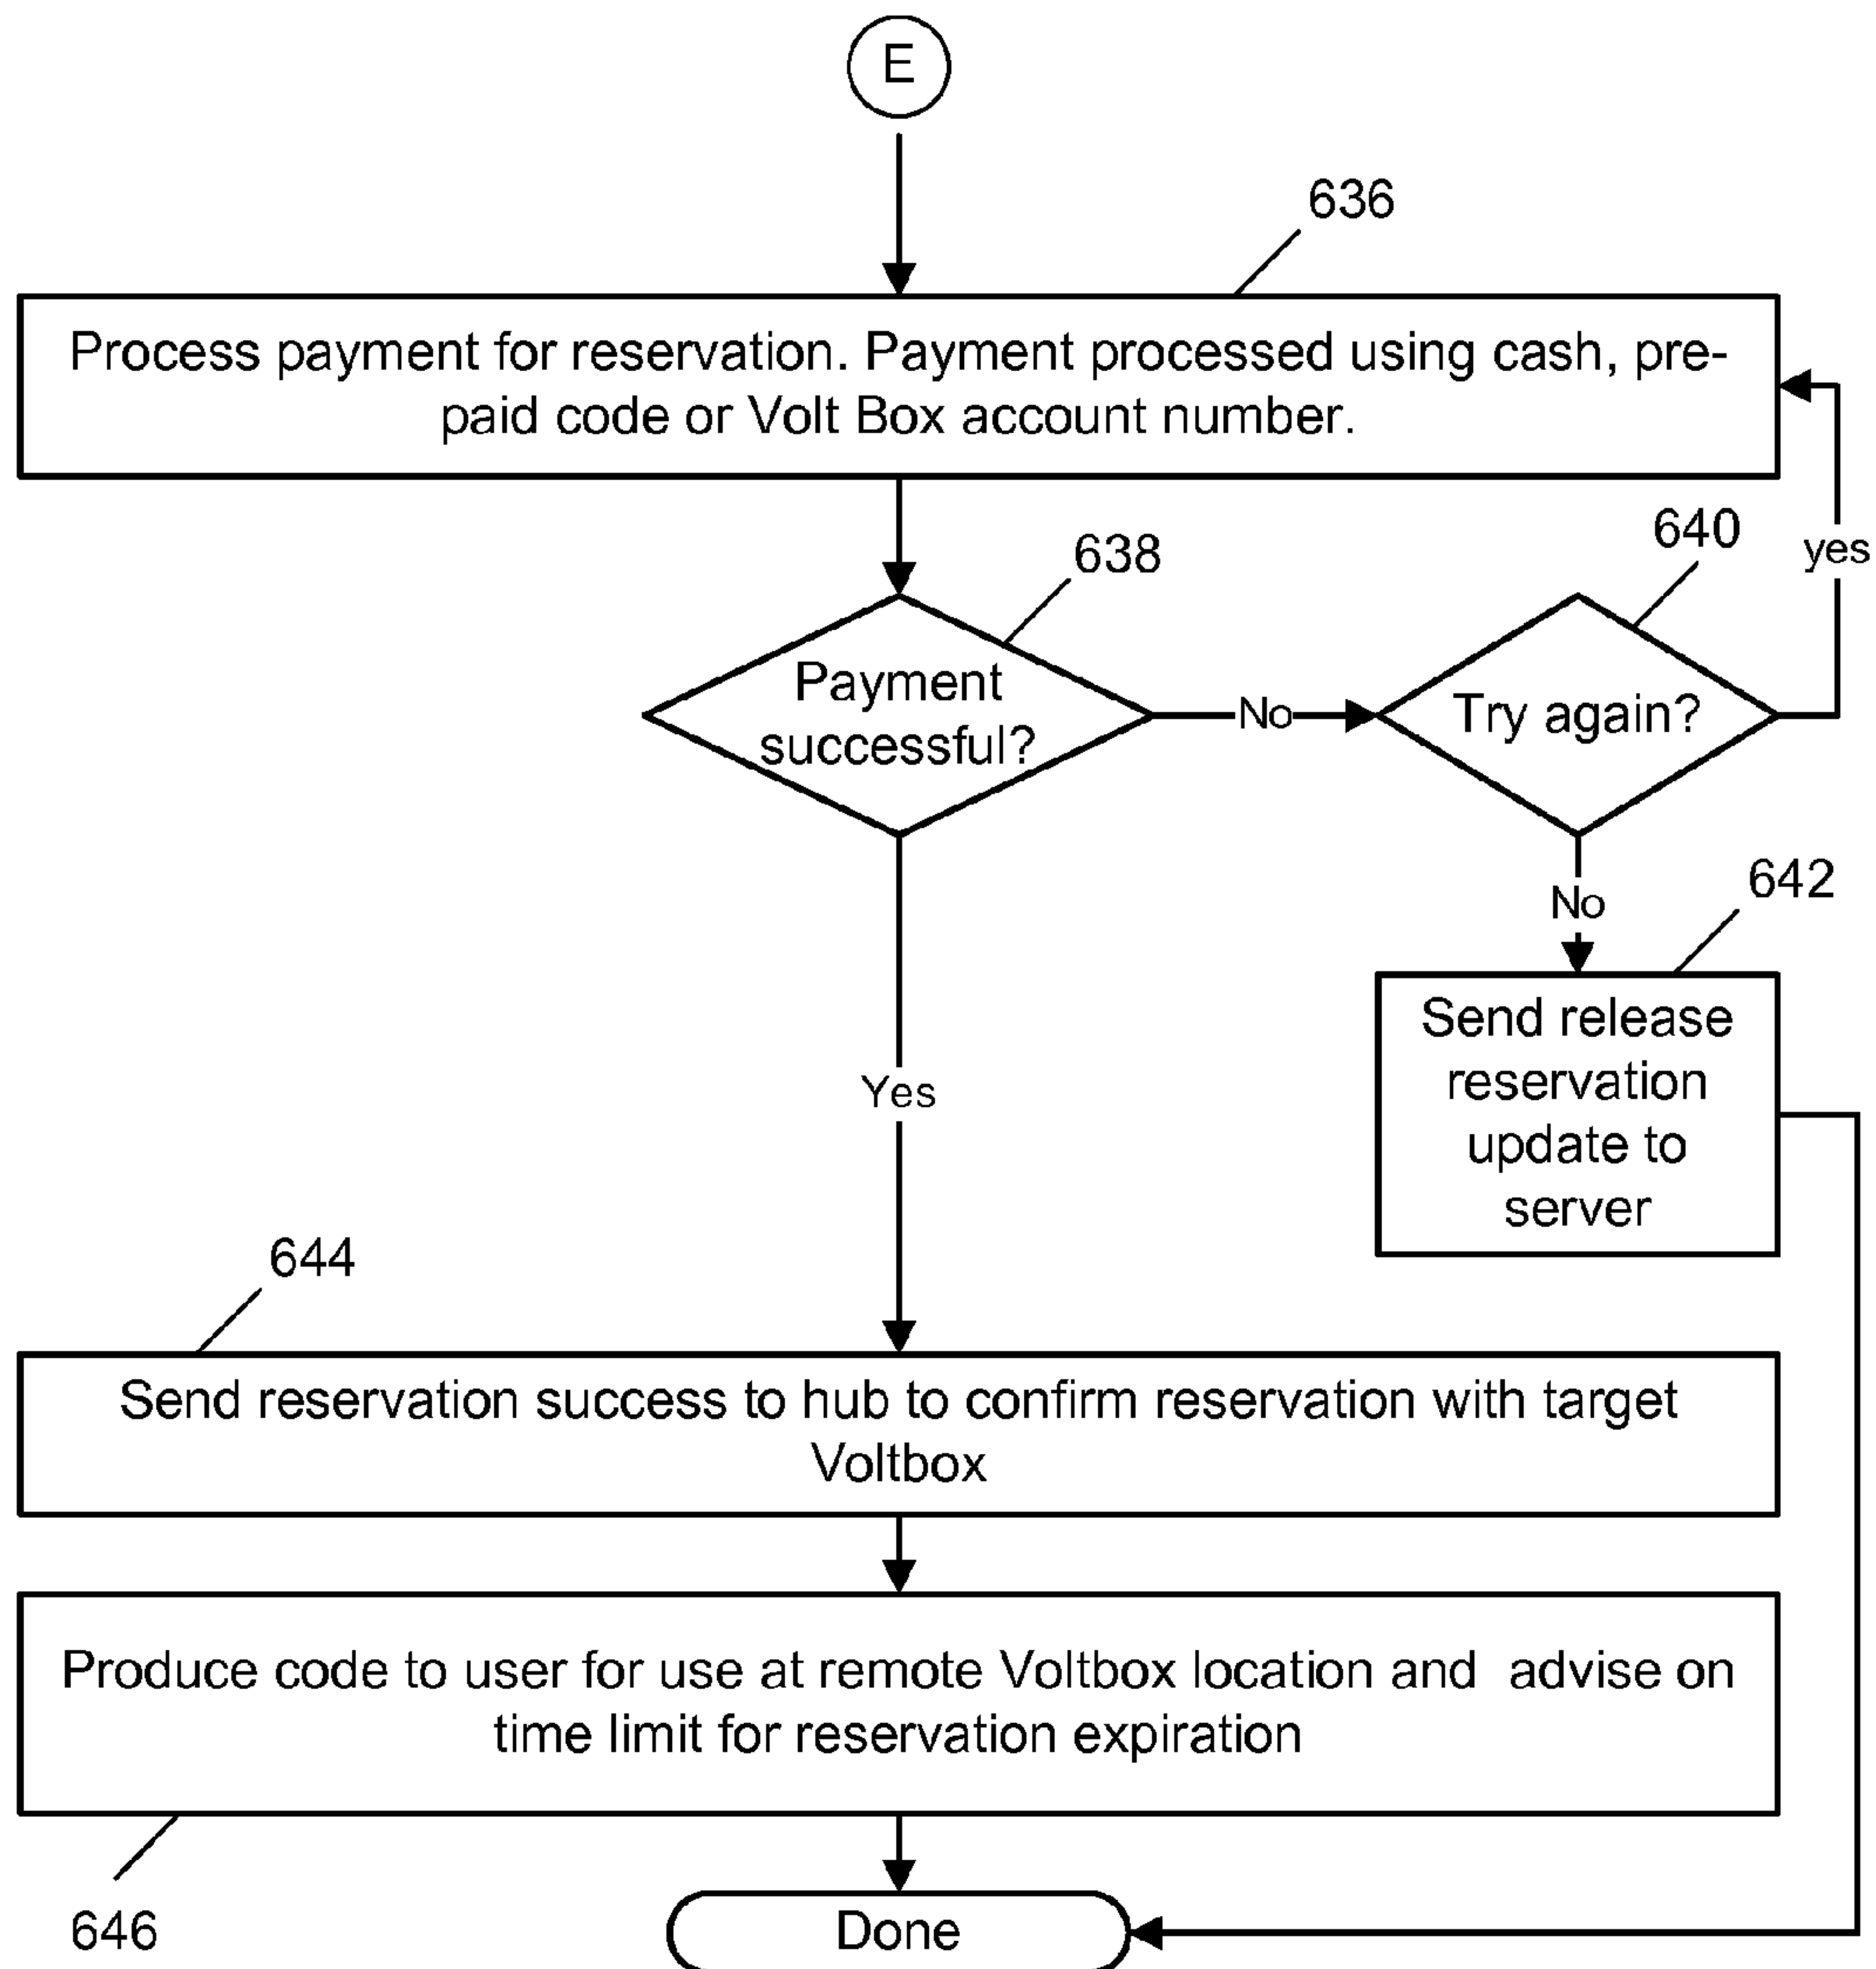 E
636
Process payment for reservation. Payment processed using cash, pre-
paid code or Volt Box account number.
638
640
yes
Payment
successful?
No
Try again?
No
642
Send release
reservation
update to
server
Yes
644
Send reservation success to hub to confirm reservation with target
Voltbox
Produce code to user for use at remote Voltbox location and  advise on
time limit for reservation expiration
646
Done